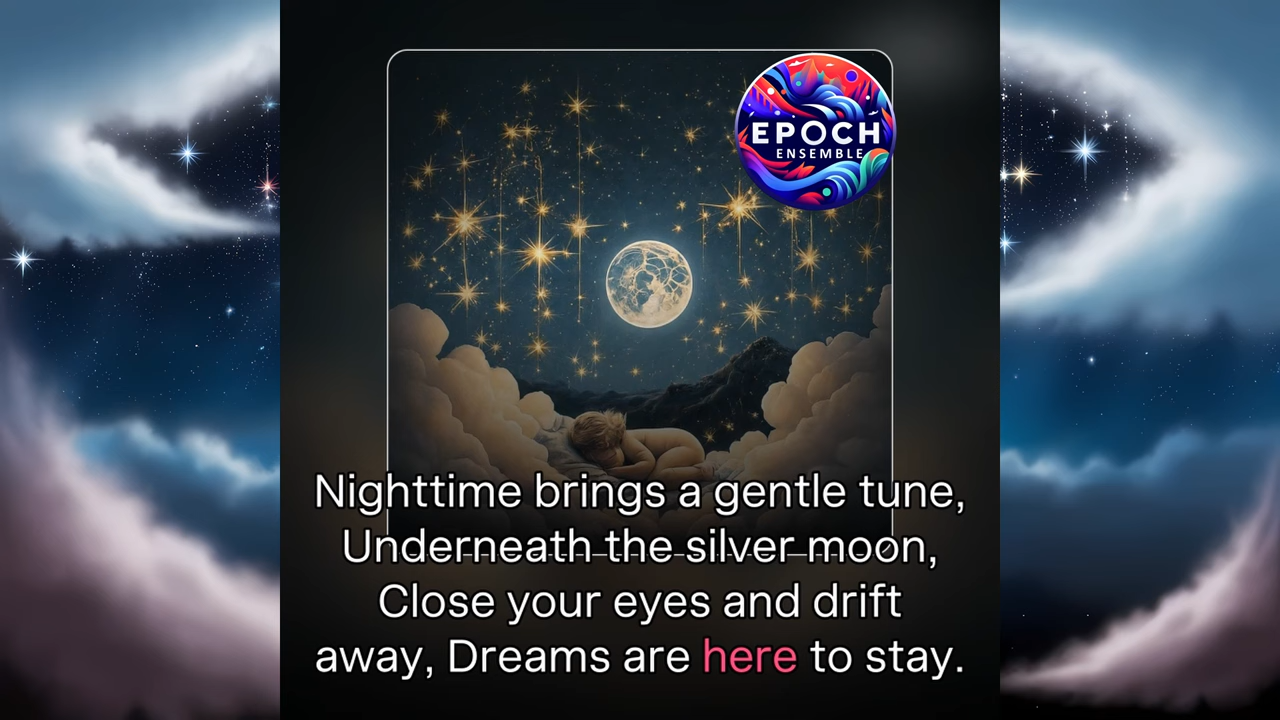 EPOCH
ENSEMBLE
Nighttime brings a gentle tune,
Underneath the silver moon,
Close your eyes and drift
away, Dreams are here to stay.